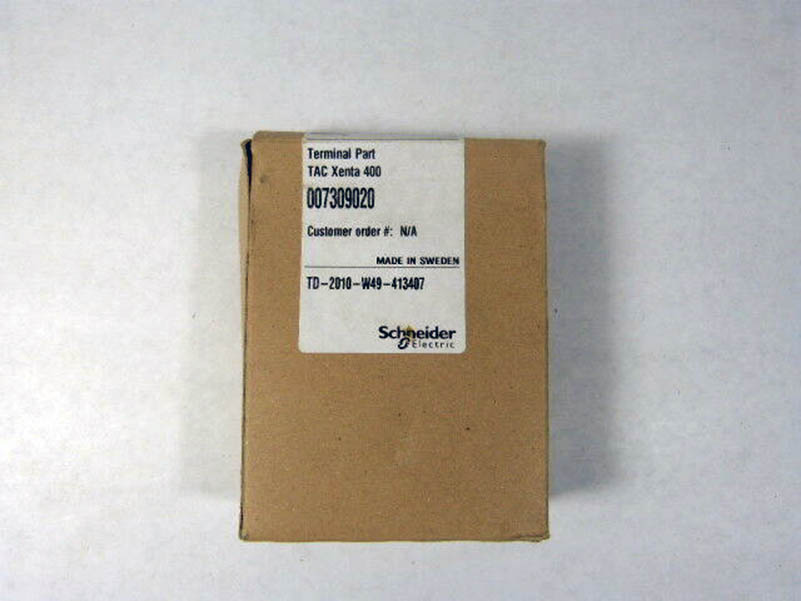 Terminal Part
TAC Xenta 400
007309020
Customer order #: N/A
MADE IN SWEDEN
TD-2010-W49-413407
Schneider
Electric